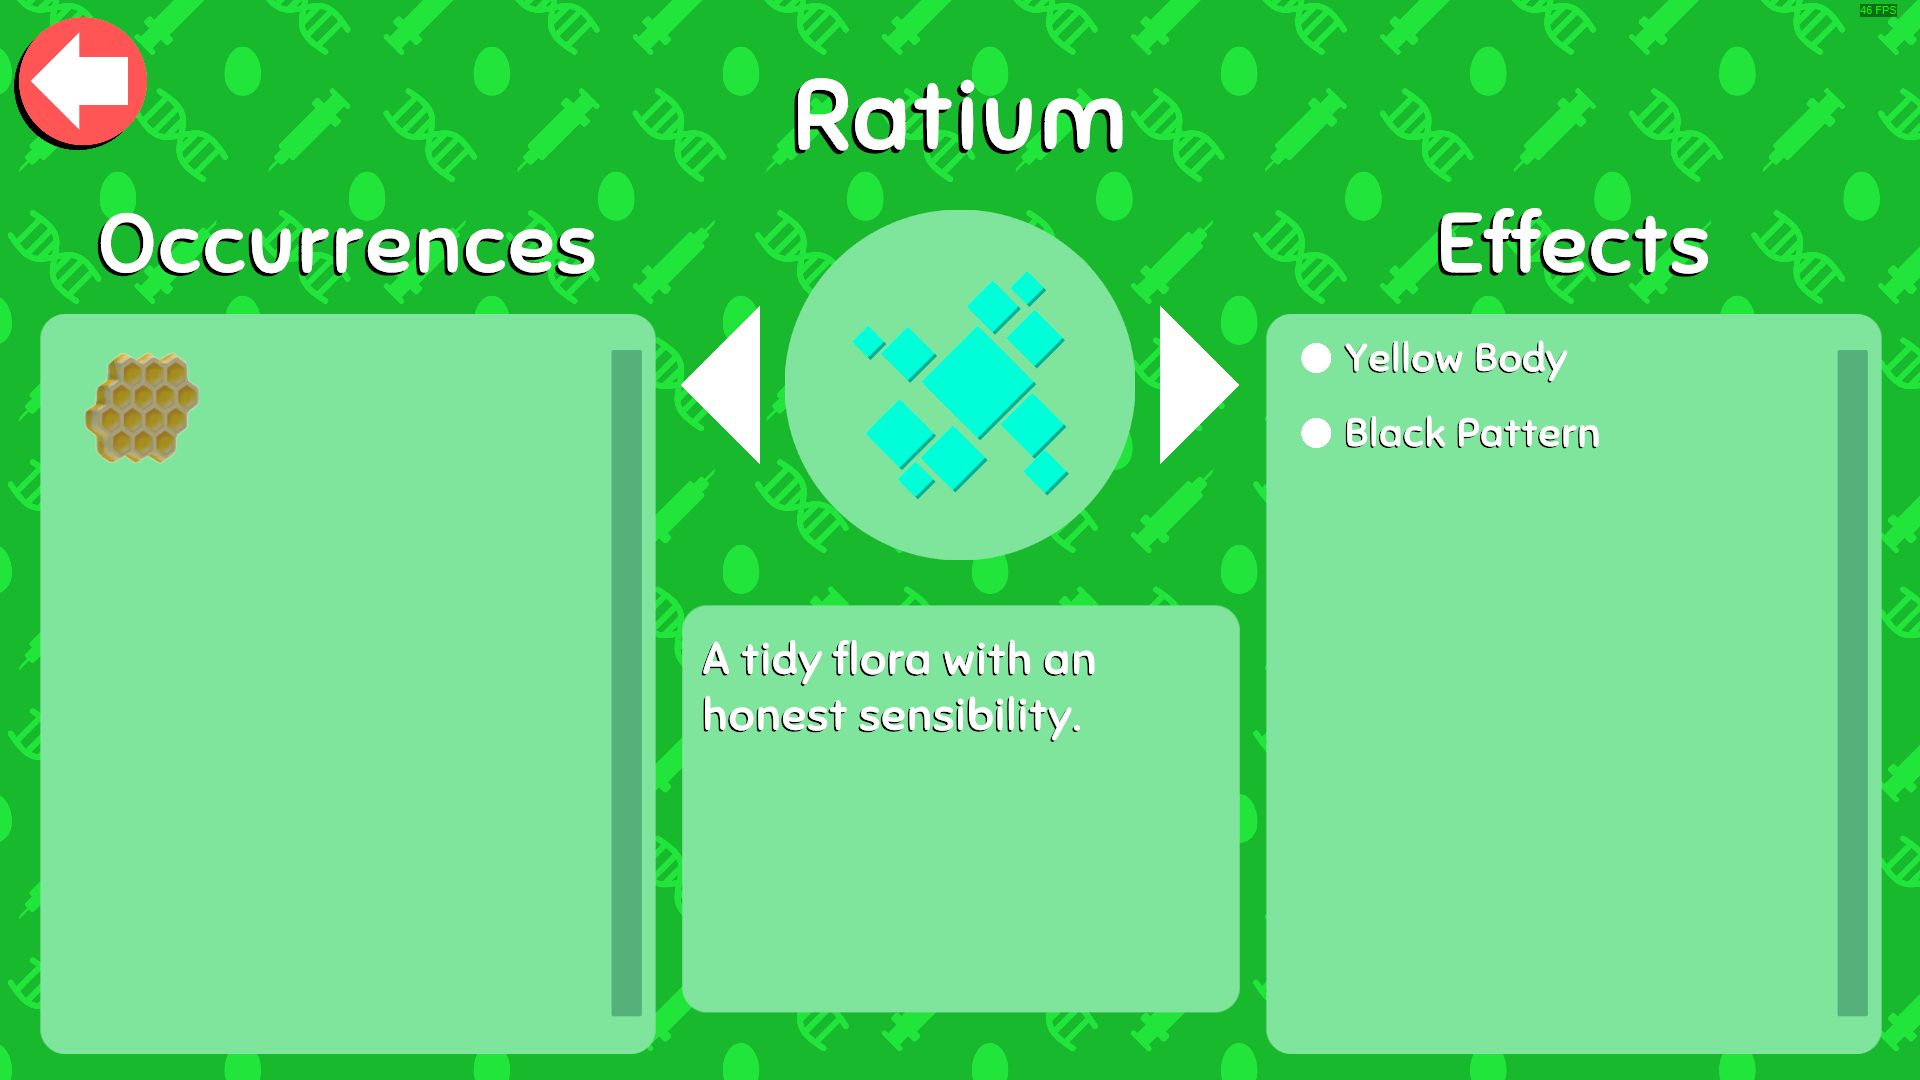 46 FPS
Ratium
Occurrences
Effects
Yellow Body
Black Pattern
A tidy flora with an
honest sensibility.